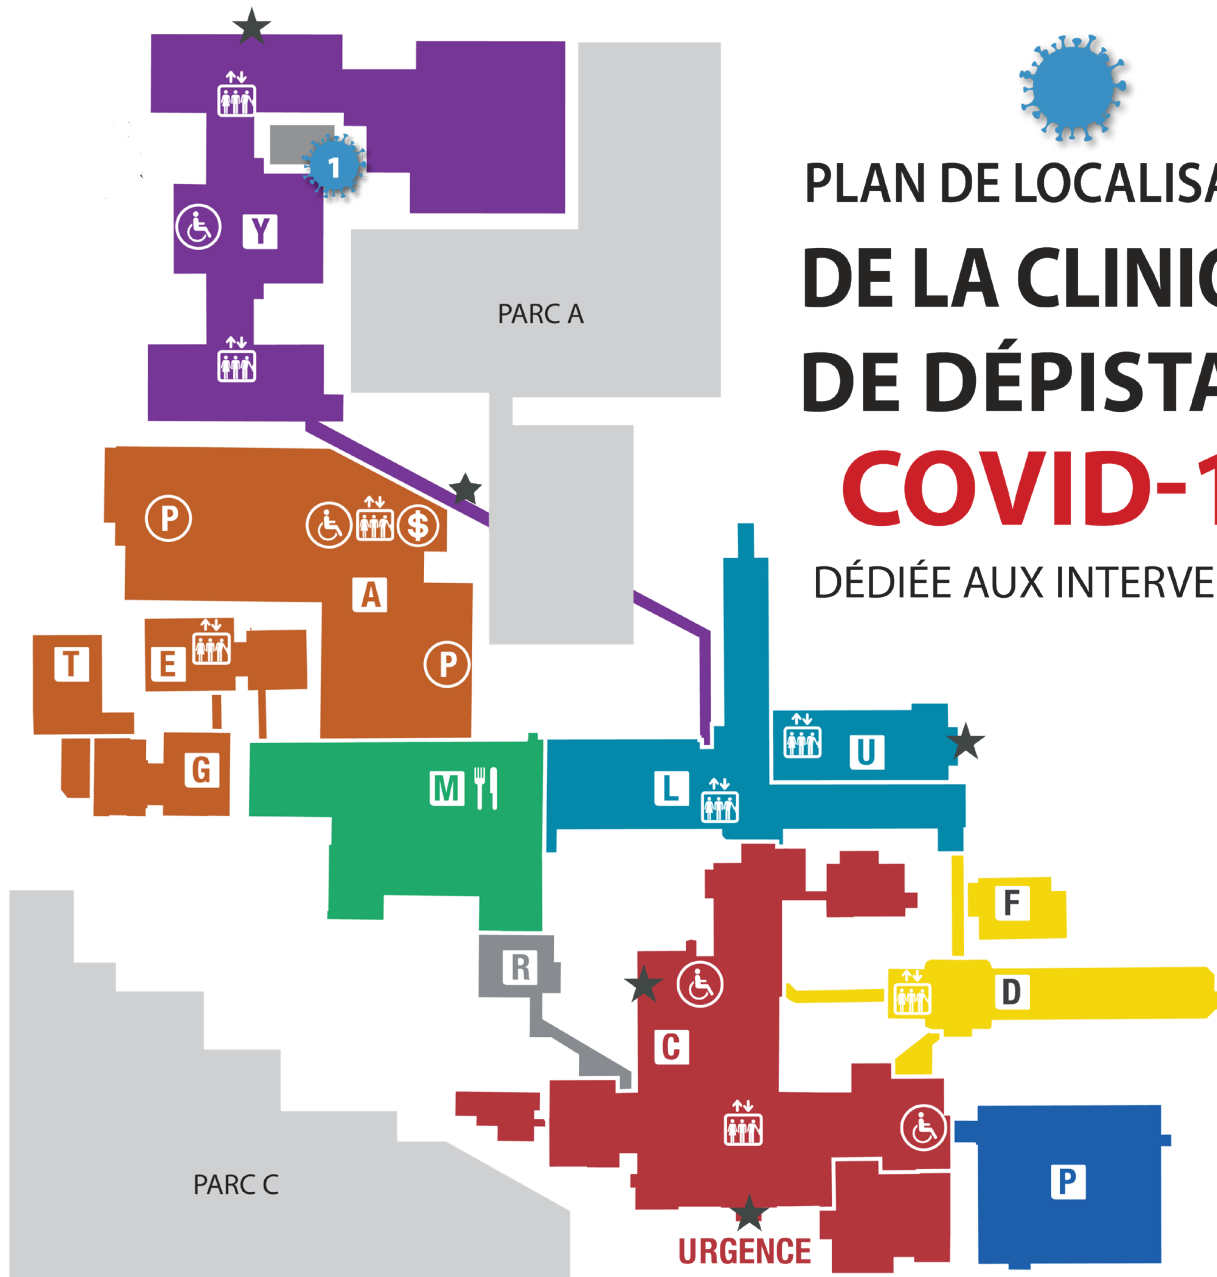 1
PLAN DE LOCALISA
DE LA CLINIC
DE DÉPISTA
COVID-1
DÉDIÉE AUX INTERVE
Y
PARC A
P
$
A
T
E
P
G
M
L
U
F
R
D
C
P
PARC C
URGENCE